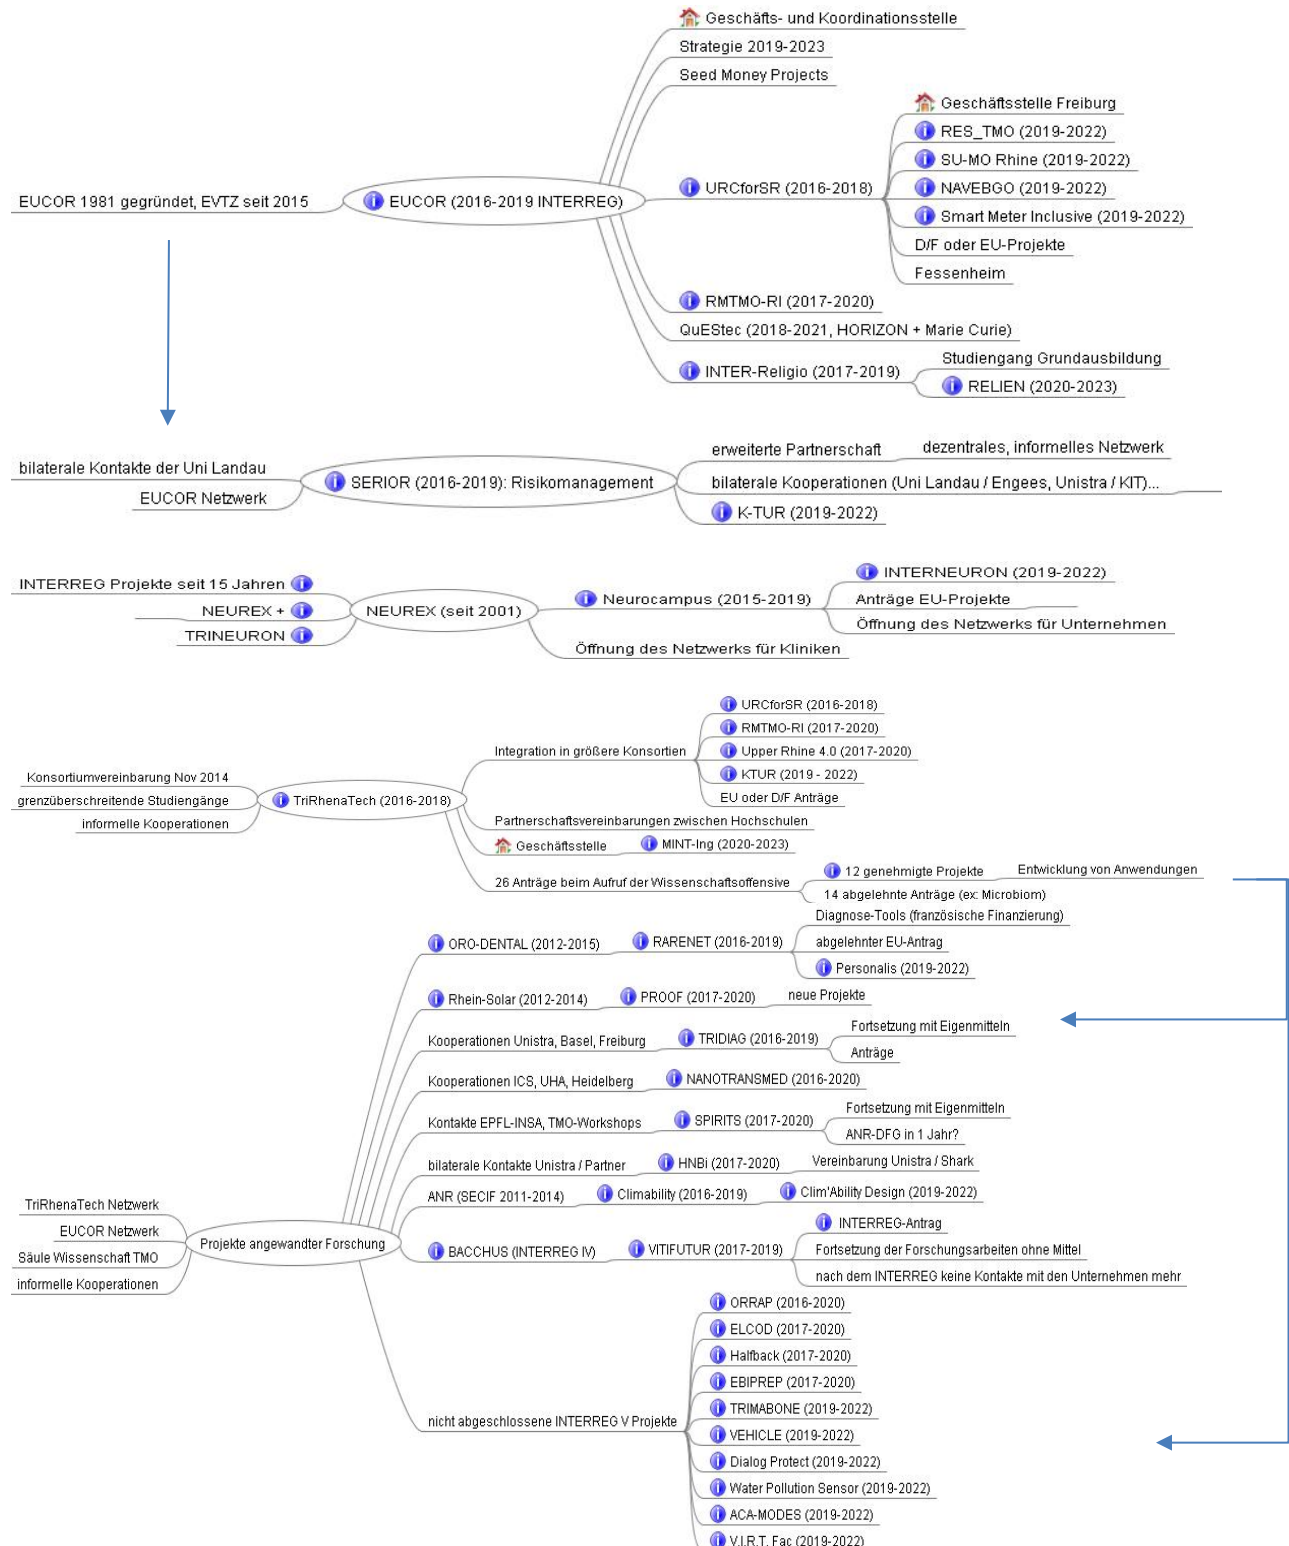 Geschäfts- und Koordinationsstelle
Strategie 2019-2023
Seed Money Projects
Geschäftsstelle Freiburg
RES_TMO (2019-2022)
SU-MO Rhine (2019-2022)
EUCOR 1981 gegründet, EVTZ seit 2015
EUCOR (2016-2019 INTERREG)
URCforSR (2016-2018)
NAVEBGO (2019-2022)
Smart Meter Inclusive (2019-2022)
D/F oder EU-Projekte
Fessenheim
RMTMO-RI (2017-2020)
QuEStec (2018-2021, HORIZON + Marie Curie)
INTER-Religio (2017-2019)
Studiengang Grundausbildung
RELIEN (2020-2023)
bilaterale Kontakte der Uni Landau
EUCOR Netzwerk
SERIOR (2016-2019): Risikomanagement
erweiterte Partnerschaft
dezentrales, informelles Netzwerk
bilaterale Kooperationen (Uni Landau / Engees, Unistra / KIT)...
K-TUR (2019-2022)
INTERREG Projekte seit 15 Jahren
NEUREX +
TRINEURON
NEUREX (seit 2001)
Neurocampus (2015-2019)
INTERNEURON (2019-2022)
Anträge EU-Projekte
Öffnung des Netzwerks für Unternehmen
Öffnung des Netzwerks für Kliniken
Konsortiumvereinbarung Nov 2014
grenzüberschreitende Studiengänge
informelle Kooperationen
TriRhenaTech (2016-2018)
Integration in größere Konsortien
URCforSR (2016-2018)
RMTMO-RI (2017-2020)
Upper Rhine 4.0 (2017-2020)
KTUR (2019 - 2022)
EU oder D/F Anträge
Partnerschaftsvereinbarungen zwischen Hochschulen
Geschäftsstelle
MINT-Ing (2020-2023)
26 Anträge beim Aufruf der Wissenschaftsoffensive
12 genehmigte Projekte
Entwicklung von Anwendungen
14 abgelehnte Anträge (ex: Microbiom)
TriRhenaTech Netzwerk
EUCOR Netzwerk
Säule Wissenschaft TMO
informelle Kooperationen
Projekte angewandter Forschung
ORO-DENTAL (2012-2015)
RARENET (2016-2019)
Diagnose-Tools (französische Finanzierung)
abgelehnter EU-Antrag
Personalis (2019-2022)
Rhein-Solar (2012-2014)
PROOF (2017-2020)
neue Projekte
Kooperationen Unistra, Basel, Freiburg
TRIDIAG (2016-2019)
Fortsetzung mit Eigenmitteln
Anträge
Kooperationen ICS, UHA, Heidelberg
NANOTRANSMED (2016-2020)
Kontakte EPFL-INSA, TMO-Workshops
SPIRITS (2017-2020)
Fortsetzung mit Eigenmitteln
ANR-DFG in 1 Jahr?
bilaterale Kontakte Unistra / Partner
HNBi (2017-2020)
Vereinbarung Unistra / Shark
ANR (SECIF 2011-2014)
Climability (2016-2019)
Clim'Ability Design (2019-2022)
BACCHUS (INTERREG IV)
VITIFUTUR (2017-2019)
INTERREG-Antrag
Fortsetzung der Forschungsarbeiten ohne Mittel
nach dem INTERREG keine Kontakte mit den Unternehmen mehr
nicht abgeschlossene INTERREG V Projekte
ORRAP (2016-2020)
ELCOD (2017-2020)
Halfback (2017-2020)
EBIPREP (2017-2020)
TRIMABONE (2019-2022)
VEHICLE (2019-2022)
Dialog Protect (2019-2022)
Water Pollution Sensor (2019-2022)
ACA-MODES (2019-2022)
V.I.R.T. Fac (2019-2022)